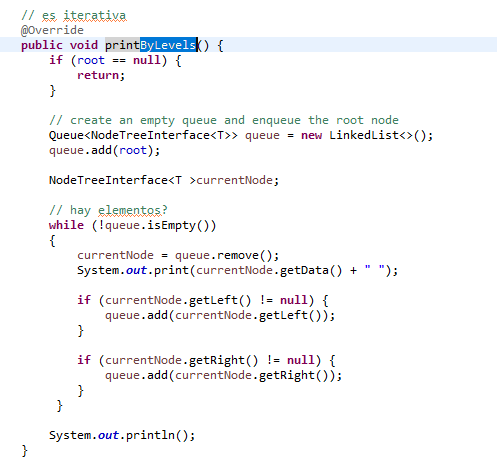 // es iterativa
@Override
public void printByLevels() {
if (root == null) {
return;
}
// create an empty queue and enqueue the root node
Queue<NodeTreeInterface<T>> queue = new LinkedList<>();
queue.add(root);
NodeTreeInterface<T >currentNode;
// hay elementos?
while (!queue.isEmpty())
{
currentNode = queue.remove();
System.out.print(currentNode.getData() + " ");
if (currentNode.getLeft() != null) {
queue.add(currentNode.getLeft());
}
if (currentNode.getRight() != null) {
queue.add(currentNode.getRight());
}
}
System.out.println();
}